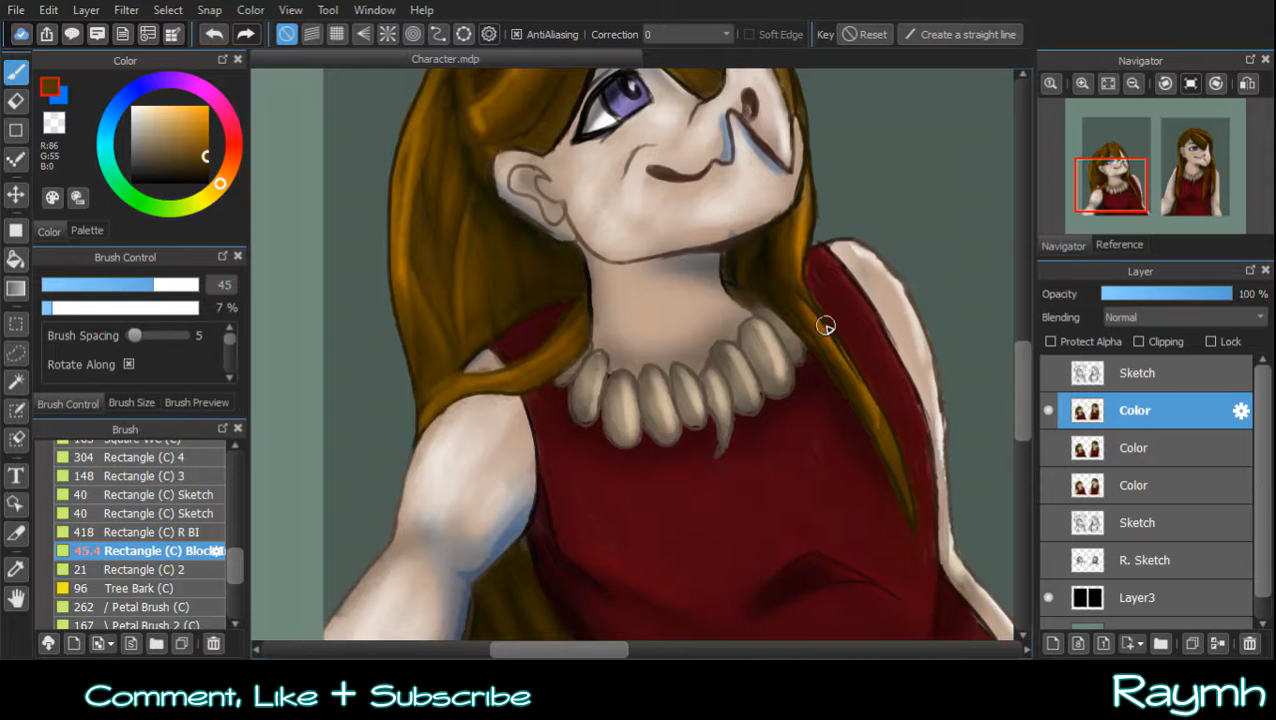 File Edit Filter Layer Select Snap Color View Tool Help
AntiAliasing Correction 0 Soft Edge Key Reset Create a straight line
Color
Character.mdp
Navigator
R:86
G:55
B:0
Color Palette
Navigator Reference
Brush Control
Layer
45
Opacity 100 %
7 %
Blending Normal
Brush Spacing 5
Protect Alpha Clipping Lock
Rotate Along
Sketch
Brush Control Brush Size Brush Preview
Color
Brush
Color
304 Rectangle (C) 4
148 Rectangle (C) 3
Color
40 Rectangle (C) Sketch
40 Rectangle (C) Sketch
Sketch
418 Rectangle (C) R BI
45.4 Rectangle (C) Block
R. Sketch
21 Rectangle (C) 2
96 Tree Bark (C)
Layer3
262 / Petal Brush (C)
167 \ Petal Brush 2 (C)
Comment, Like + Subscribe
Raymh